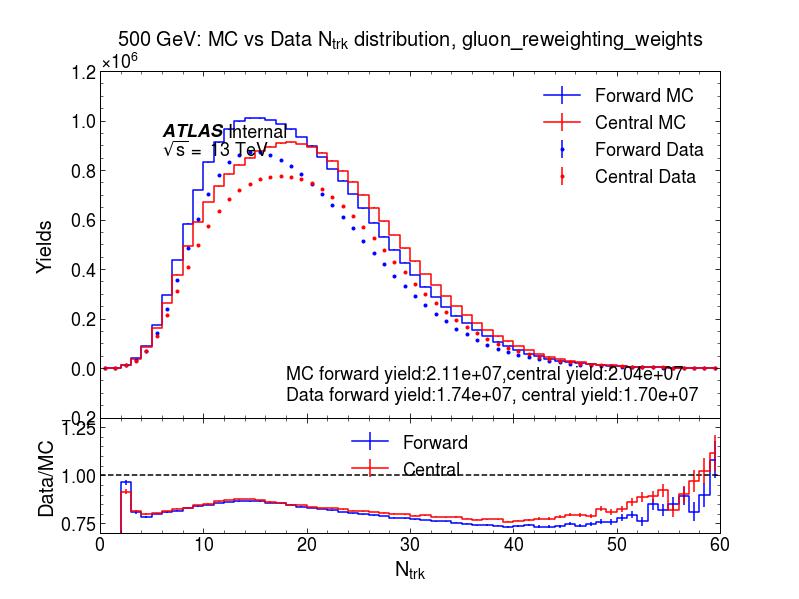 500 GeV: MC vs Data N_trk distribution, gluon_reweighting_weights
×10^6
1.2
1.0
0.8
0.6
0.4
0.2
0.0
0.2
Yields
ATLAS Internal
√s = 13 TeV
Forward MC
Central MC
Forward Data
Central Data
MC forward yield:2.11e+07,central yield:2.04e+07
Data forward yield:1.74e+07, central yield:1.70e+07
1.25
1.00
0.75
Data/MC
Forward
Central
0 10 20 30 40 50 60
N_trk